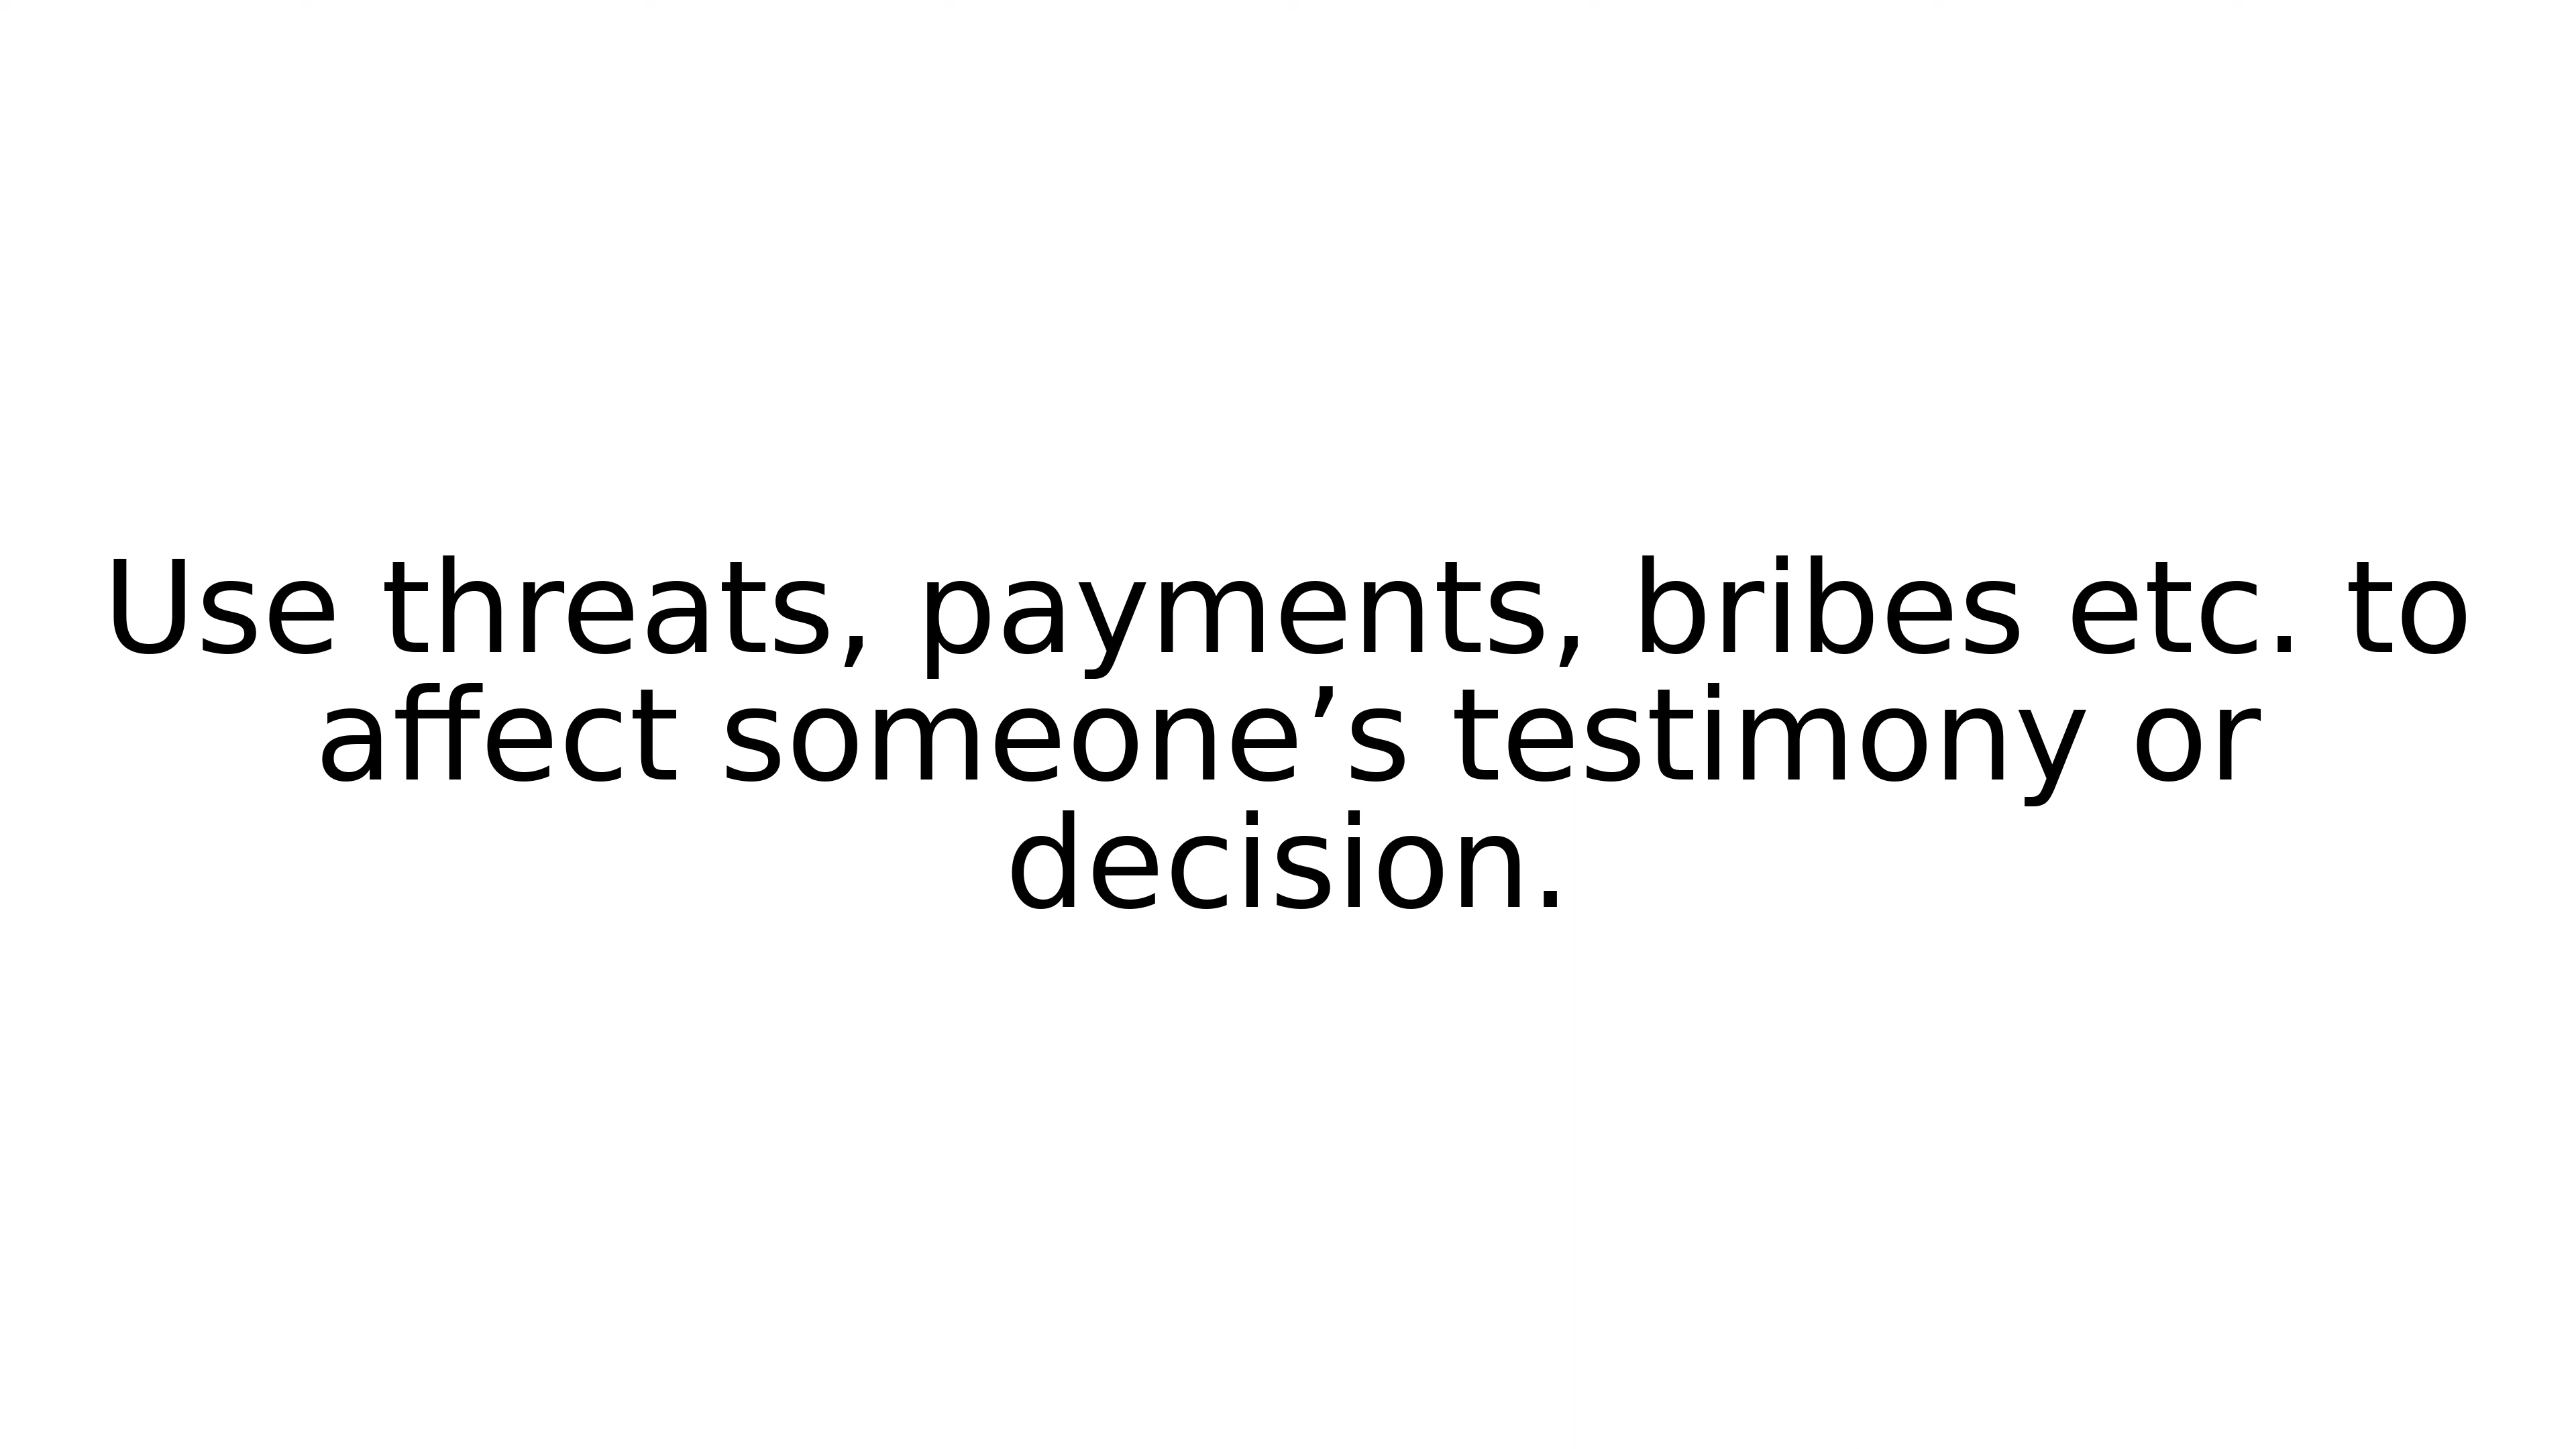 Use threats, payments, bribes etc. to
affect someone’s testimony or
decision.